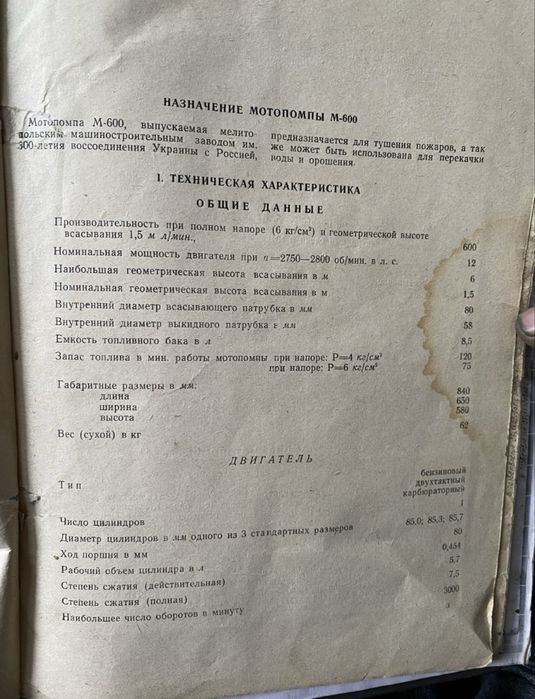 НАЗНАЧЕНИЕ МОТОПОМПЫ М-600
Мотопомпа М-600, выпускаемая мелито-
польским машиностроительным заводом им.
300-летия воссоединения Украины с Россией,
предназначается для тушения пожаров, а так
же может быть использована для перекачки
воды и орошения.
1. ТЕХНИЧЕСКАЯ ХАРАКТЕРИСТИКА
ОБЩИЕ ДАННЫЕ
Производительность при полном напоре (6 кг/см²) и геометрической высоте
всасывания 1,5 м л/мин., 600
Номинальная мощность двигателя при n=2750—2800 об/мин. в л. с. 12
Наибольшая геометрическая высота всасывания в м 6
Номинальная геометрическая высота всасывания в м 1,5
Внутренний диаметр всасывающего патрубка в мм 80
Внутренний диаметр выкидного патрубка в мм 58
Емкость топливного бака в л 8,5
Запас топлива в мин. работы мотопомпы при напоре: Р=4 кг/см² 120
при напоре: Р=6 кг/см² 75
Габаритные размеры в мм:
длина 840
ширина 650
высота 580
Вес (сухой) в кг 62
ДВИГАТЕЛЬ
Тип бензиновый
двухтактный
карбюраторный
Число цилиндров 1
Диаметр цилиндров в мм одного из 3 стандартных размеров 85,0; 85,3; 85,7
Ход поршня в мм 80
Рабочий объем цилиндра в л 0,454
Степень сжатия (действительная) 5,7
Степень сжатия (полная) 7,5
Наибольшее число оборотов в минуту 3000